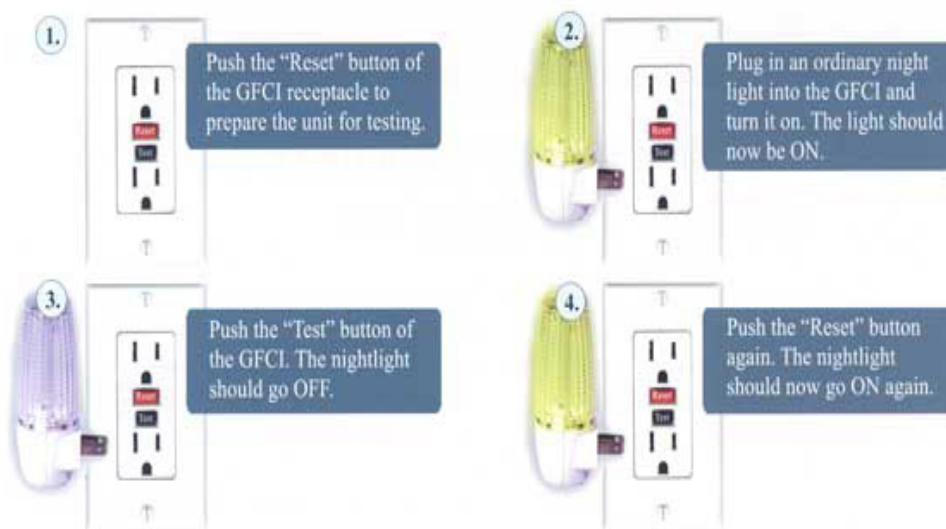 1.
Push the “Reset” button of
the GFCI receptacle to
prepare the unit for testing.
Reset
Test
2.
Plug in an ordinary night
light into the GFCI and
turn it on. The light should
now be ON.
Reset
Test
3.
Push the “Test” button of
the GFCI. The nightlight
should go OFF.
Reset
Test
4.
Push the “Reset” button
again. The nightlight
should now go ON again.
Reset
Test